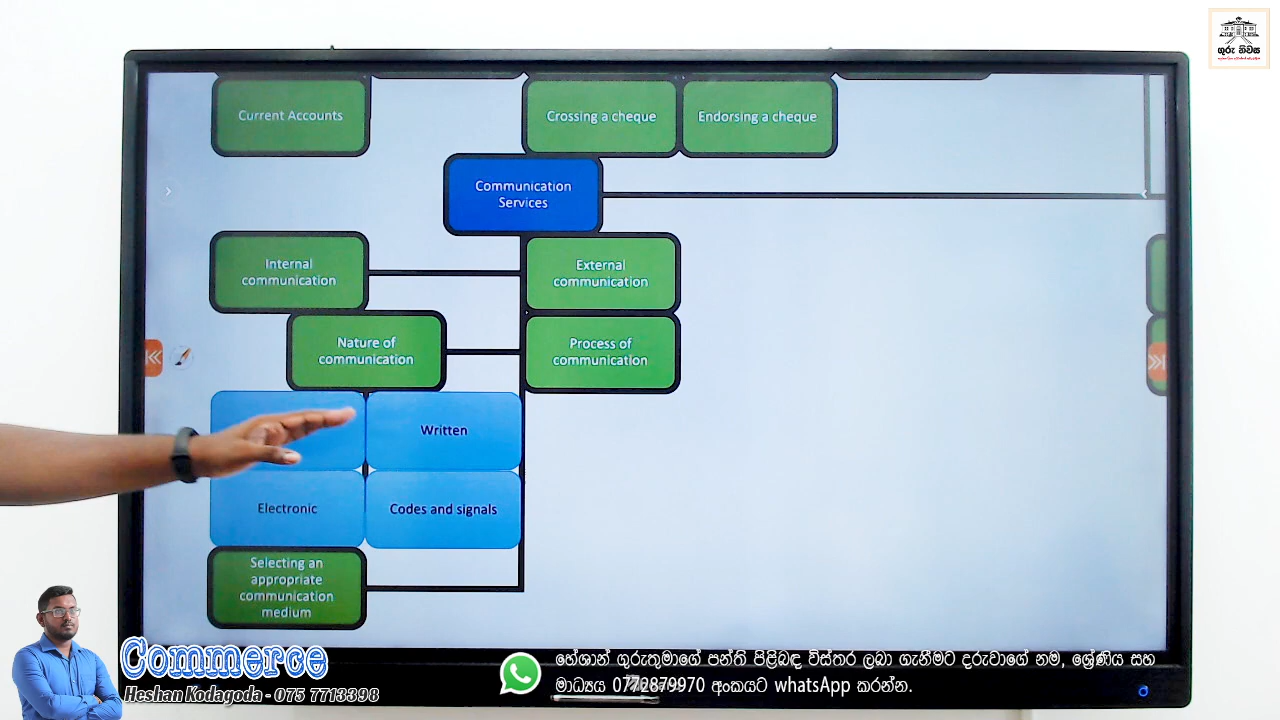 ගුරු නිවස
Current Accounts
Crossing a cheque
Endorsing a cheque
Communication
Services
Internal
communication
External
communication
Nature of
communication
Process of
communication
Written
Electronic
Codes and signals
Selecting an
appropriate
communication
medium
Commerce
Heshan Kodagoda - 075 7713398
හේශාන් ගුරුතුමාගේ පන්ති පිළිබඳ විස්තර ලබා ගැනීමට දරුවාගේ නම, ශ්‍රේණිය සහ
මාධ්‍යය 0772879970 අංකයට whatsApp කරන්න.